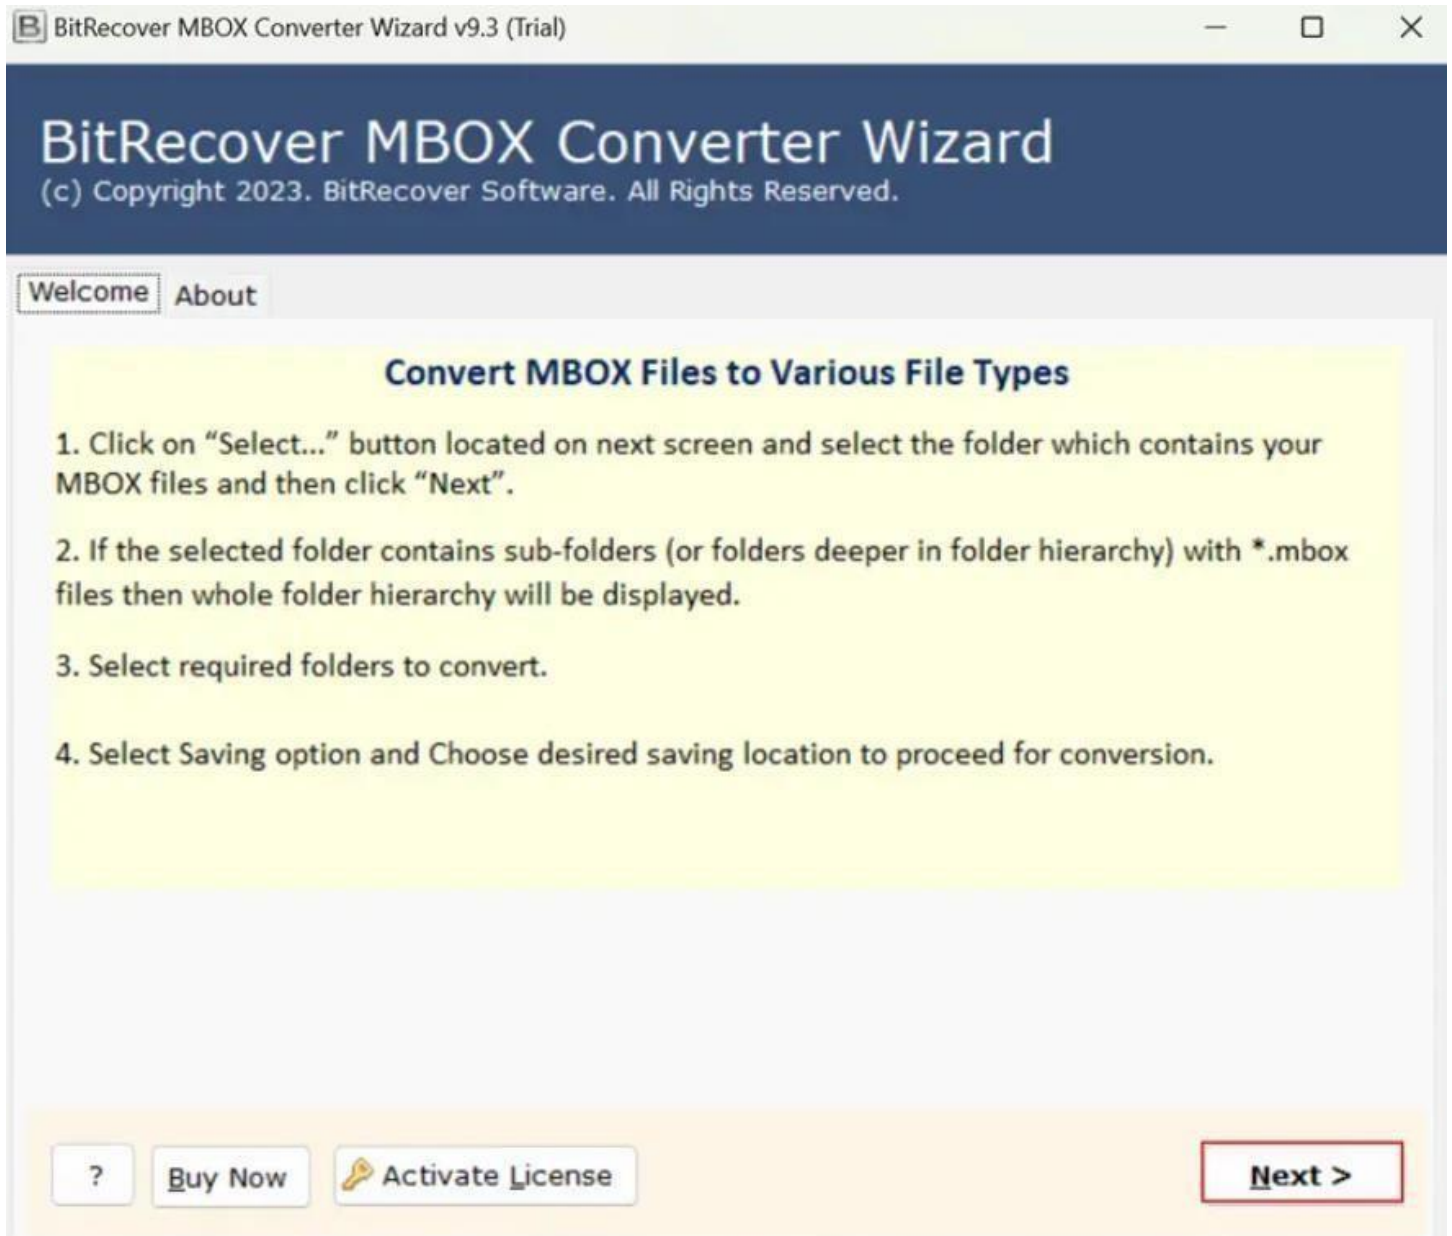 BitRecover MBOX Converter Wizard v9.3 (Trial)
BitRecover MBOX Converter Wizard
(c) Copyright 2023. BitRecover Software. All Rights Reserved.
Welcome About
Convert MBOX Files to Various File Types
1. Click on “Select...” button located on next screen and select the folder which contains your
MBOX files and then click “Next”.
2. If the selected folder contains sub-folders (or folders deeper in folder hierarchy) with *.mbox
files then whole folder hierarchy will be displayed.
3. Select required folders to convert.
4. Select Saving option and Choose desired saving location to proceed for conversion.
? Buy Now Activate License Next >